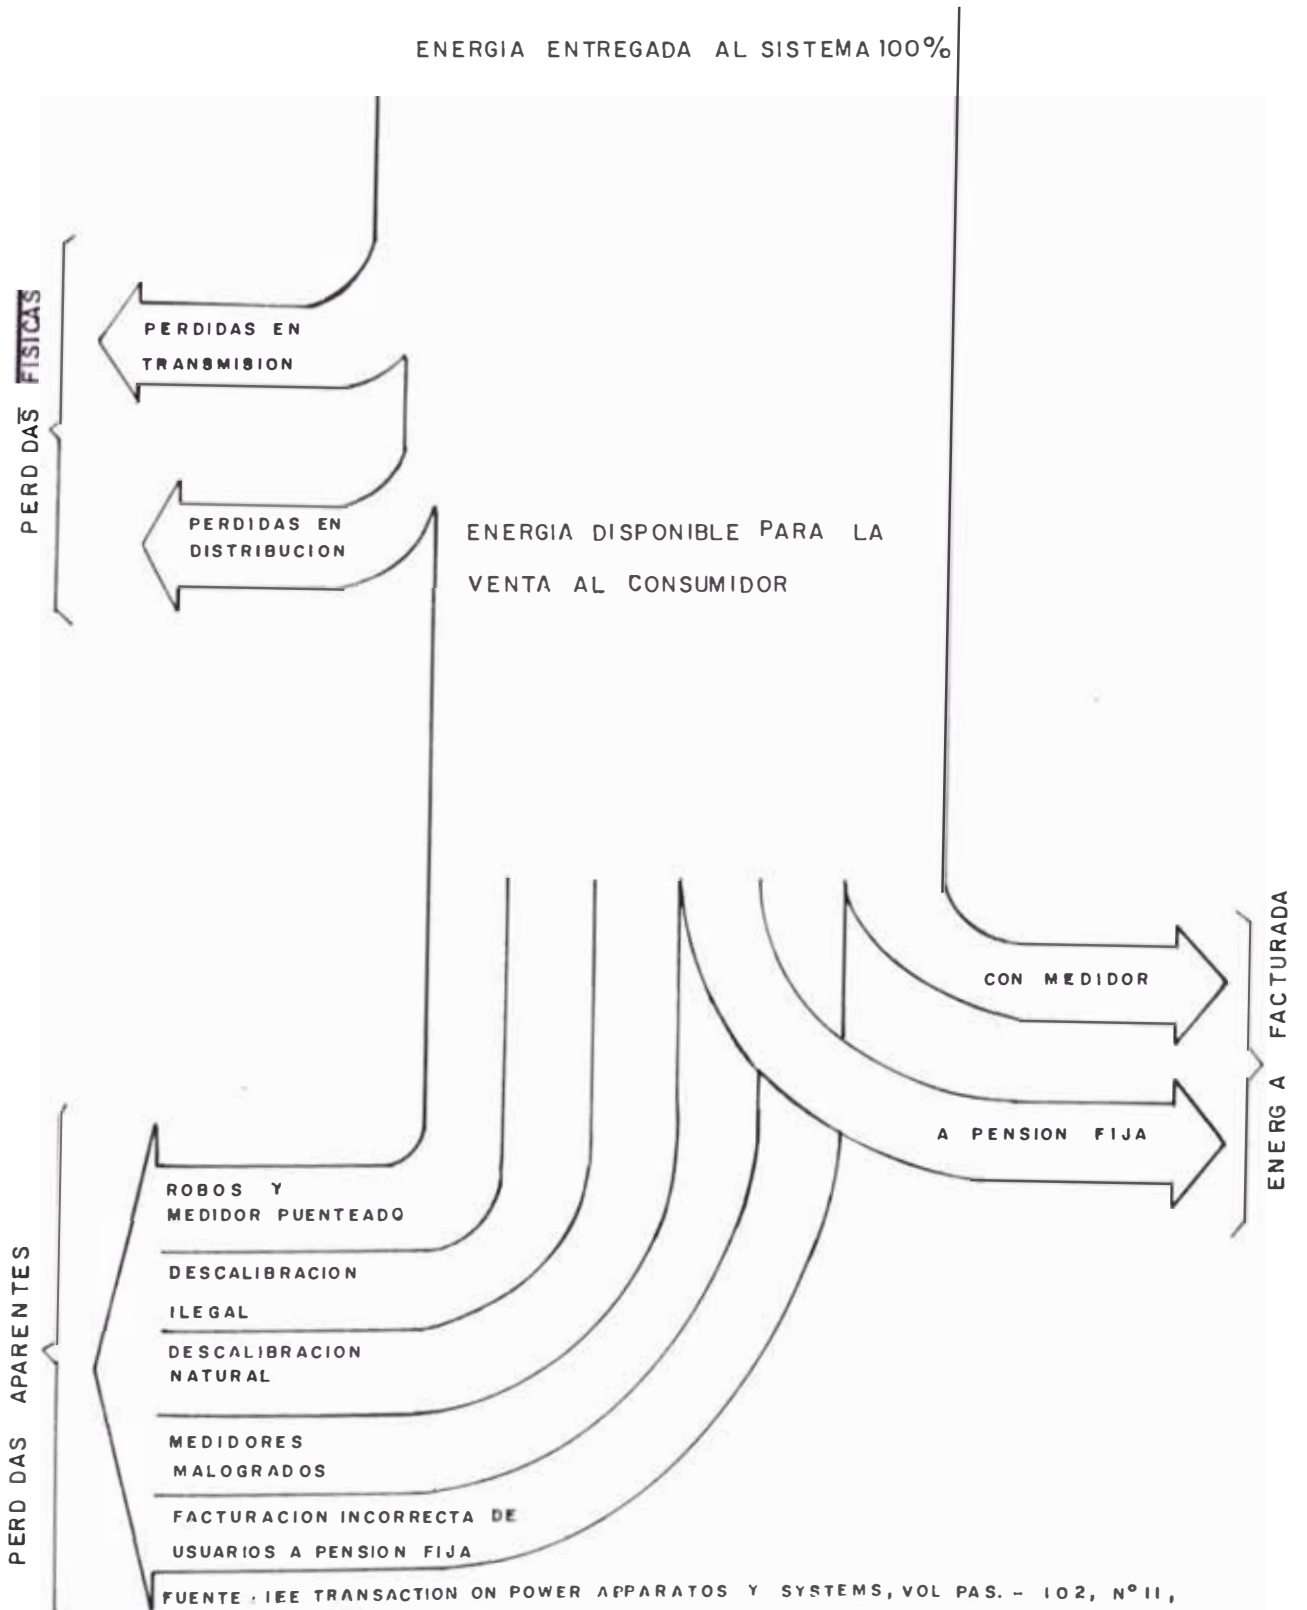 ENERGIA ENTREGADA AL SISTEMA 100%
PERD DAS FISICAS
PERDIDAS EN
TRANSMISION
PERDIDAS EN
DISTRIBUCION
ENERGIA DISPONIBLE PARA LA
VENTA AL CONSUMIDOR
CON MEDIDOR
A PENSION FIJA
ENERG A FACTURADA
PERD DAS APARENTES
ROBOS Y
MEDIDOR PUENTEADO
DESCALIBRACION
ILEGAL
DESCALIBRACION
NATURAL
MEDIDORES
MALOGRADOS
FACTURACION INCORRECTA DE
USUARIOS A PENSION FIJA
FUENTE . IEE TRANSACTION ON POWER APPARATOS Y SYSTEMS, VOL PAS. - 102, N° 11,